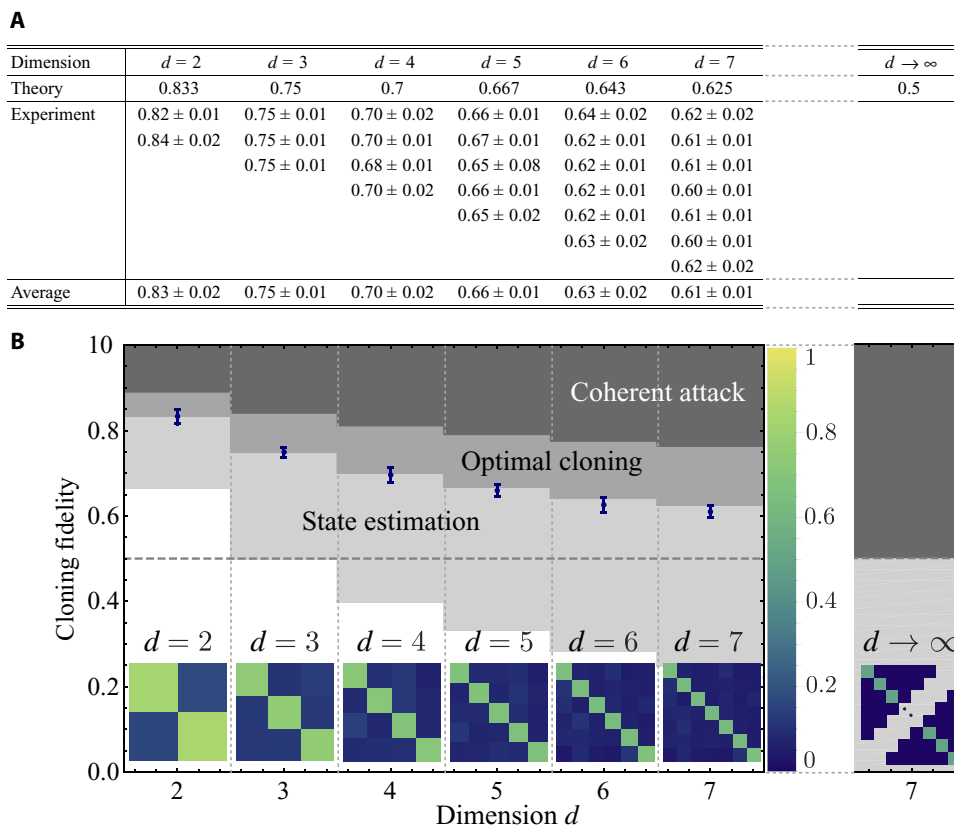 A
Dimension d = 2 d = 3 d = 4 d = 5 d = 6 d = 7 d → ∞
Theory 0.833 0.75 0.7 0.667 0.643 0.625 0.5
Experiment 0.82 ± 0.01 0.75 ± 0.01 0.70 ± 0.02 0.66 ± 0.01 0.64 ± 0.02 0.62 ± 0.02
0.84 ± 0.02 0.75 ± 0.01 0.70 ± 0.01 0.67 ± 0.01 0.62 ± 0.01 0.61 ± 0.01
0.75 ± 0.01 0.68 ± 0.01 0.65 ± 0.08 0.62 ± 0.01 0.61 ± 0.01
0.70 ± 0.02 0.66 ± 0.01 0.62 ± 0.01 0.60 ± 0.01
0.65 ± 0.02 0.62 ± 0.01 0.61 ± 0.01
0.63 ± 0.02 0.60 ± 0.01
0.62 ± 0.02
Average 0.83 ± 0.02 0.75 ± 0.01 0.70 ± 0.02 0.66 ± 0.01 0.63 ± 0.02 0.61 ± 0.01
B
10
0.8
0.6
0.4
0.2
0.0
Cloning fidelity
Coherent attack
Optimal cloning
State estimation
d = 2 d = 3 d = 4 d = 5 d = 6 d = 7 d → ∞
1
0.8
0.6
0.4
0.2
0
2 3 4 5 6 7 7
Dimension d